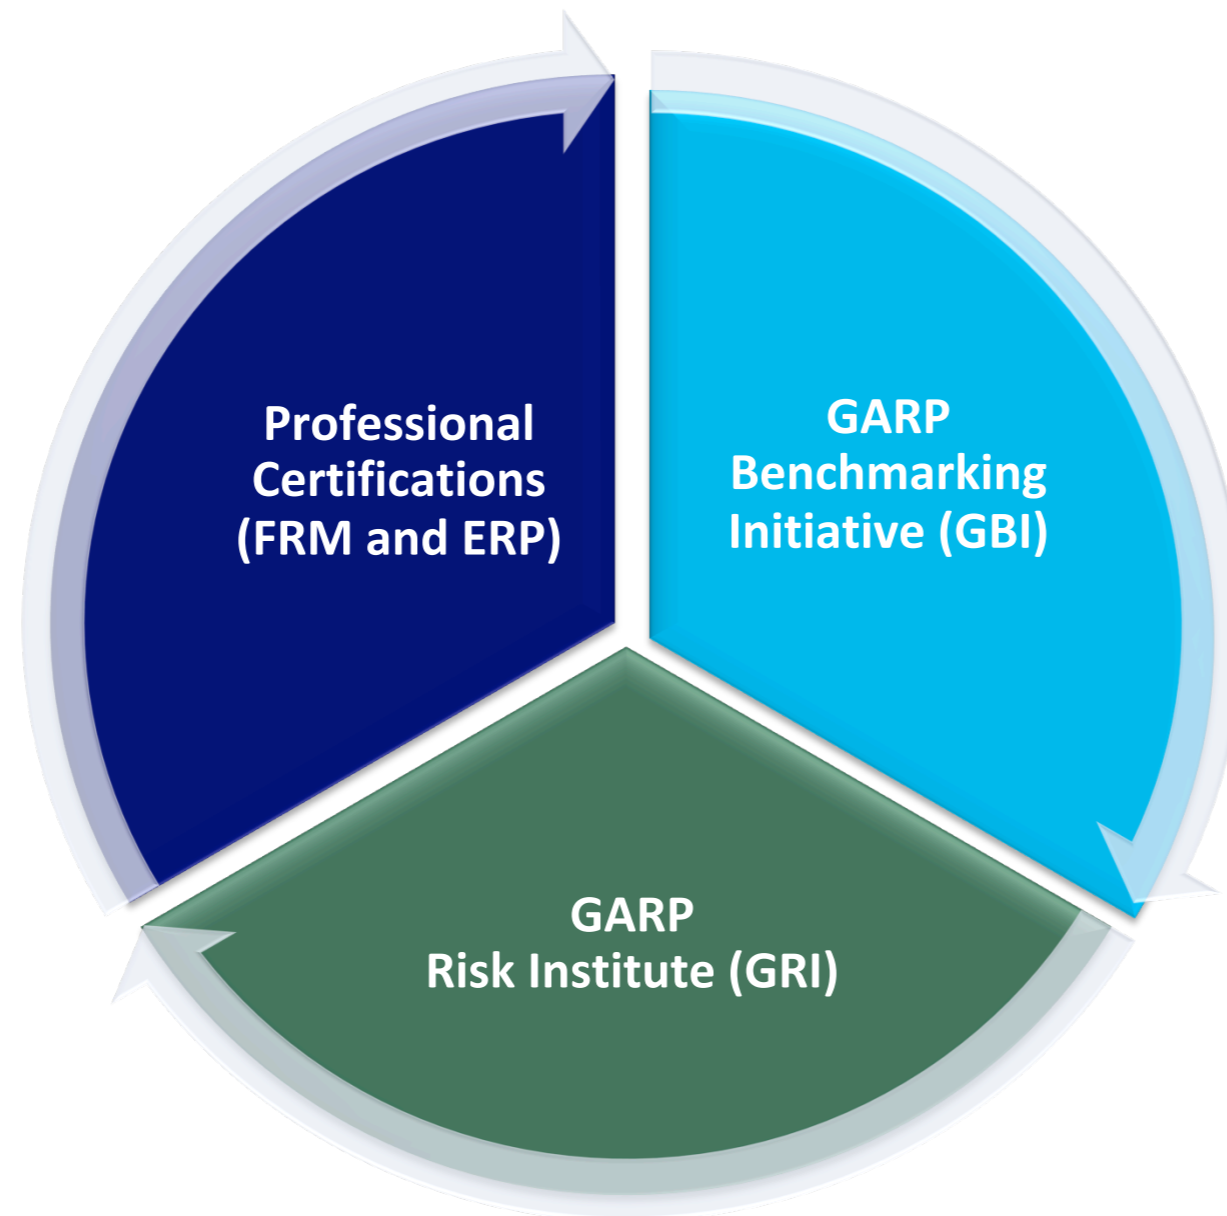 Professional
Certifications
(FRM and ERP)
GARP
Benchmarking
Initiative (GBI)
GARP
Risk Institute (GRI)